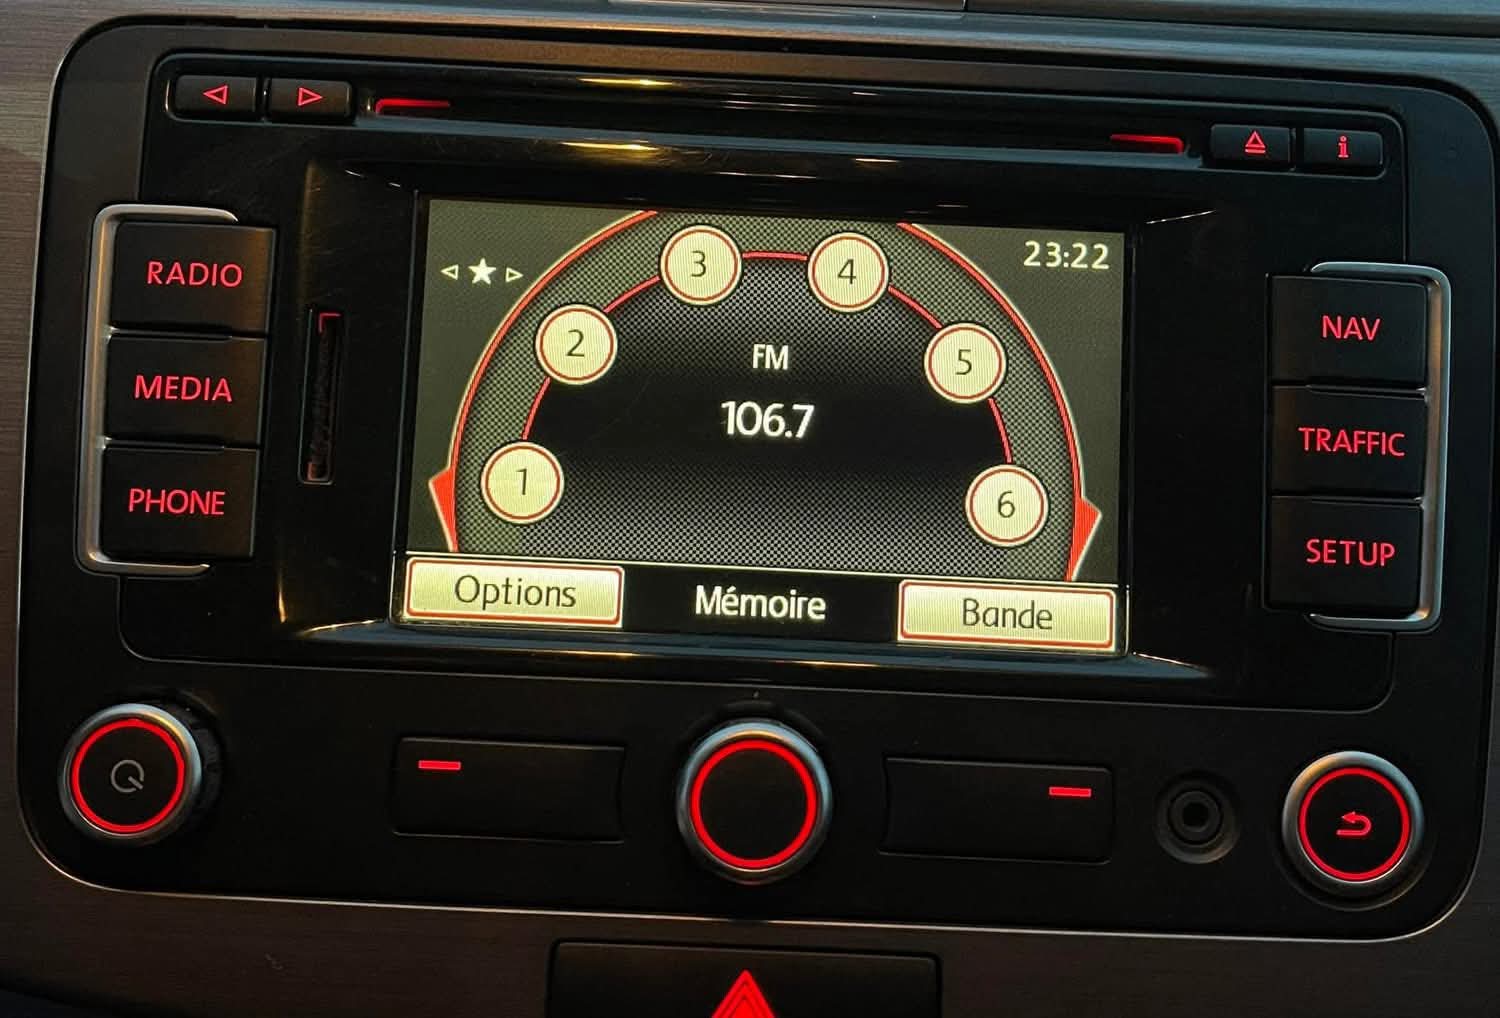 i
RADIO
MEDIA
PHONE
23:22
3
4
2
5
FM
106.7
1
6
Options
Mémoire
Bande
NAV
TRAFFIC
SETUP